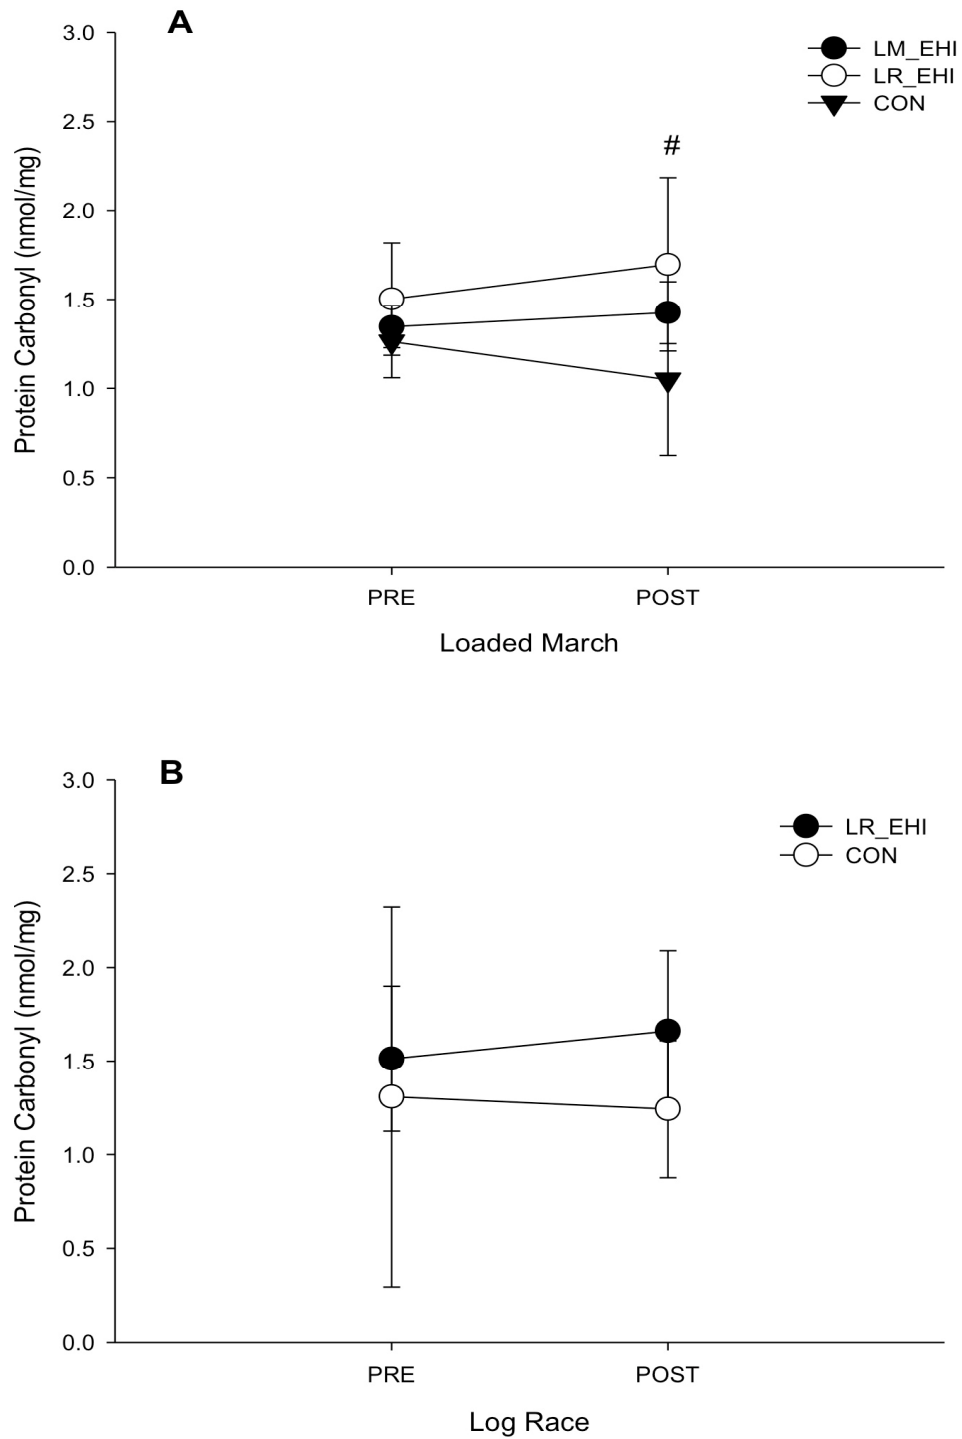 A
3.0
2.5
2.0
1.5
1.0
0.5
0.0
Protein Carbonyl (nmol/mg)
LM_EHI
LR_EHI
CON
#
PRE POST
Loaded March
B
3.0
2.5
2.0
1.5
1.0
0.5
0.0
Protein Carbonyl (nmol/mg)
LR_EHI
CON
PRE POST
Log Race